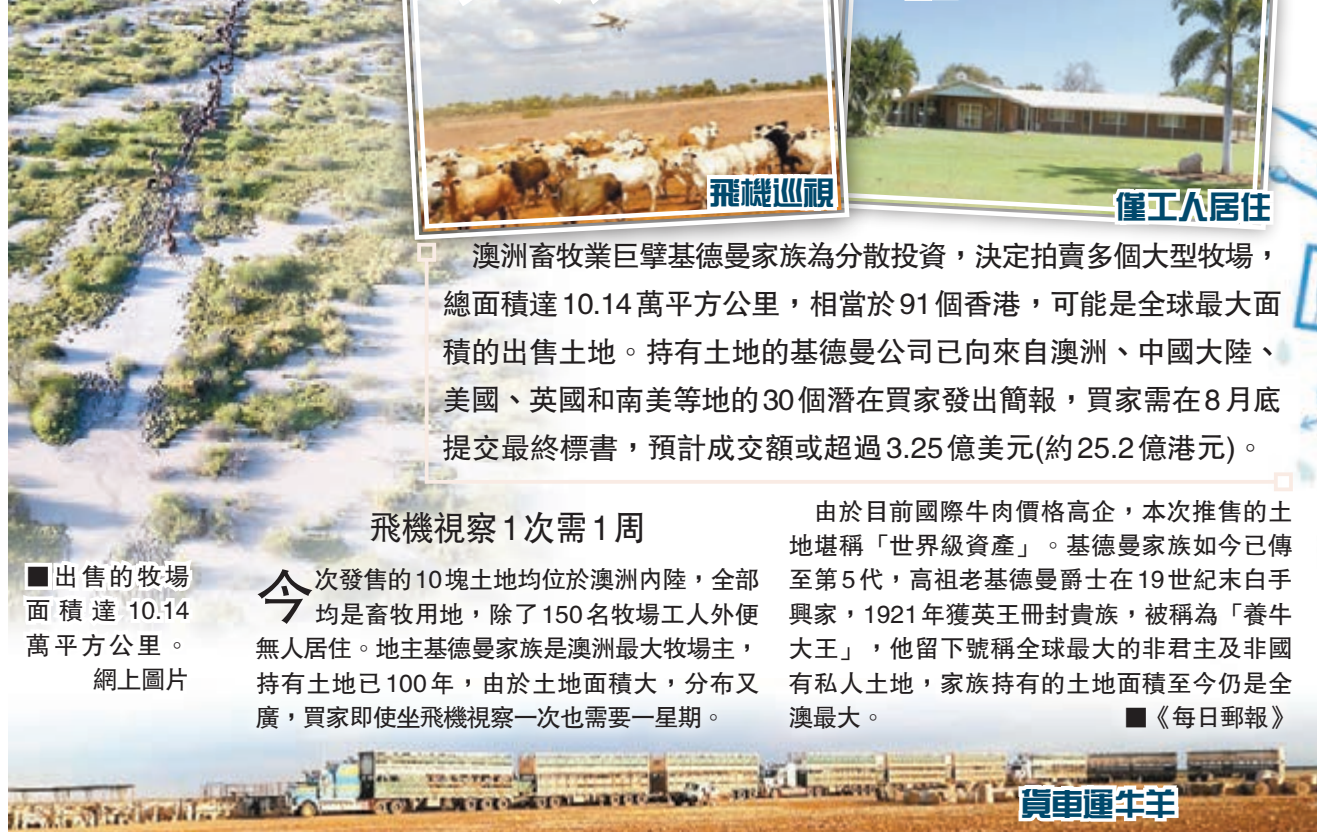 飛機巡視
僅工人居住
澳洲畜牧業巨擘基德曼家族為分散投資，決定拍賣多個大型牧場，
總面積達10.14萬平方公里，相當於91個香港，可能是全球最大面
積的出售土地。持有土地的基德曼公司已向來自澳洲、中國大陸、
美國、英國和南美等地的30個潛在買家發出簡報，買家需在8月底
提交最終標書，預計成交額或超過3.25億美元(約25.2億港元)。
■出售的牧場
面積達10.14
萬平方公里。
網上圖片
飛機視察1次需1周
今次發售的10塊土地均位於澳洲內陸，全部
均是畜牧用地，除了150名牧場工人外便
無人居住。地主基德曼家族是澳洲最大牧場主，
持有土地已100年，由於土地面積大，分布又
廣，買家即使坐飛機視察一次也需要一星期。
由於目前國際牛肉價格高企，本次推售的土
地堪稱「世界級資產」。基德曼家族如今已傳
至第5代，高祖老基德曼爵士在19世紀末白手
興家，1921年獲英王冊封貴族，被稱為「養牛
大王」，他留下號稱全球最大的非君主及非國
有私人土地，家族持有的土地面積至今仍是全
澳最大。 ■《每日郵報》
貨車運牛羊